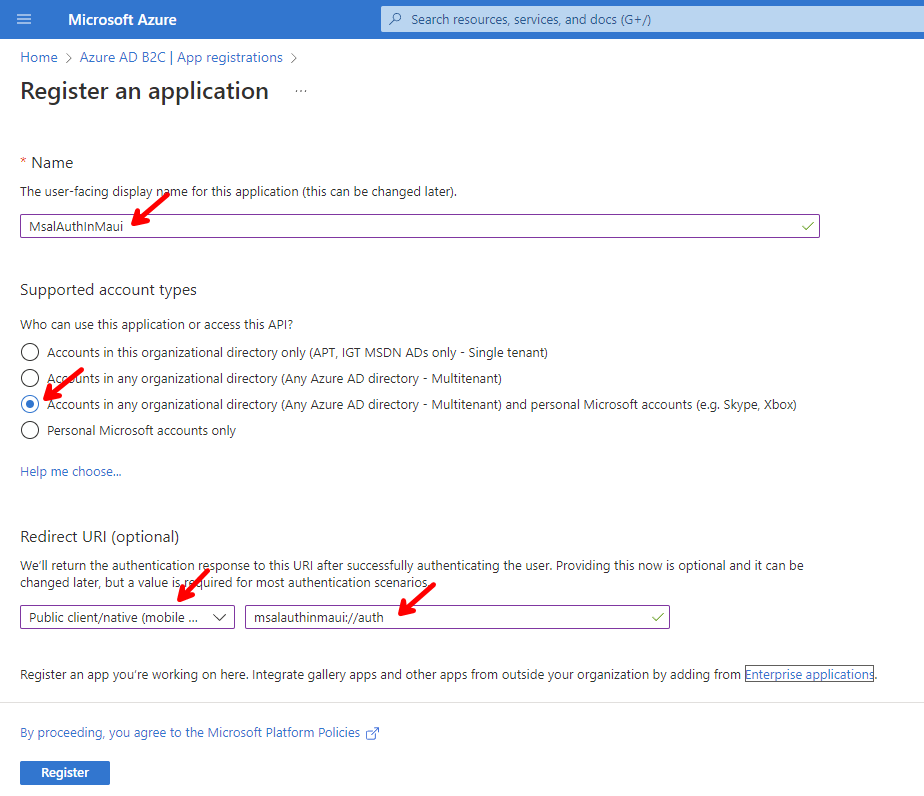 Microsoft Azure
Search resources, services, and docs (G+/)
Home > Azure AD B2C | App registrations >
Register an application ...
* Name
The user-facing display name for this application (this can be changed later).
MsalAuthInMaui
Supported account types
Who can use this application or access this API?
Accounts in this organizational directory only (APT, IGT MSDN ADs only - Single tenant)
Accounts in any organizational directory (Any Azure AD directory - Multitenant)
Accounts in any organizational directory (Any Azure AD directory - Multitenant) and personal Microsoft accounts (e.g. Skype, Xbox)
Personal Microsoft accounts only
Help me choose...
Redirect URI (optional)
We'll return the authentication response to this URI after successfully authenticating the user. Providing this now is optional and it can be
changed later, but a value is required for most authentication scenarios.
Public client/native (mobile ... msalauthinmaui://auth
Register an app you're working on here. Integrate gallery apps and other apps from outside your organization by adding from Enterprise applications.
By proceeding, you agree to the Microsoft Platform Policies
Register